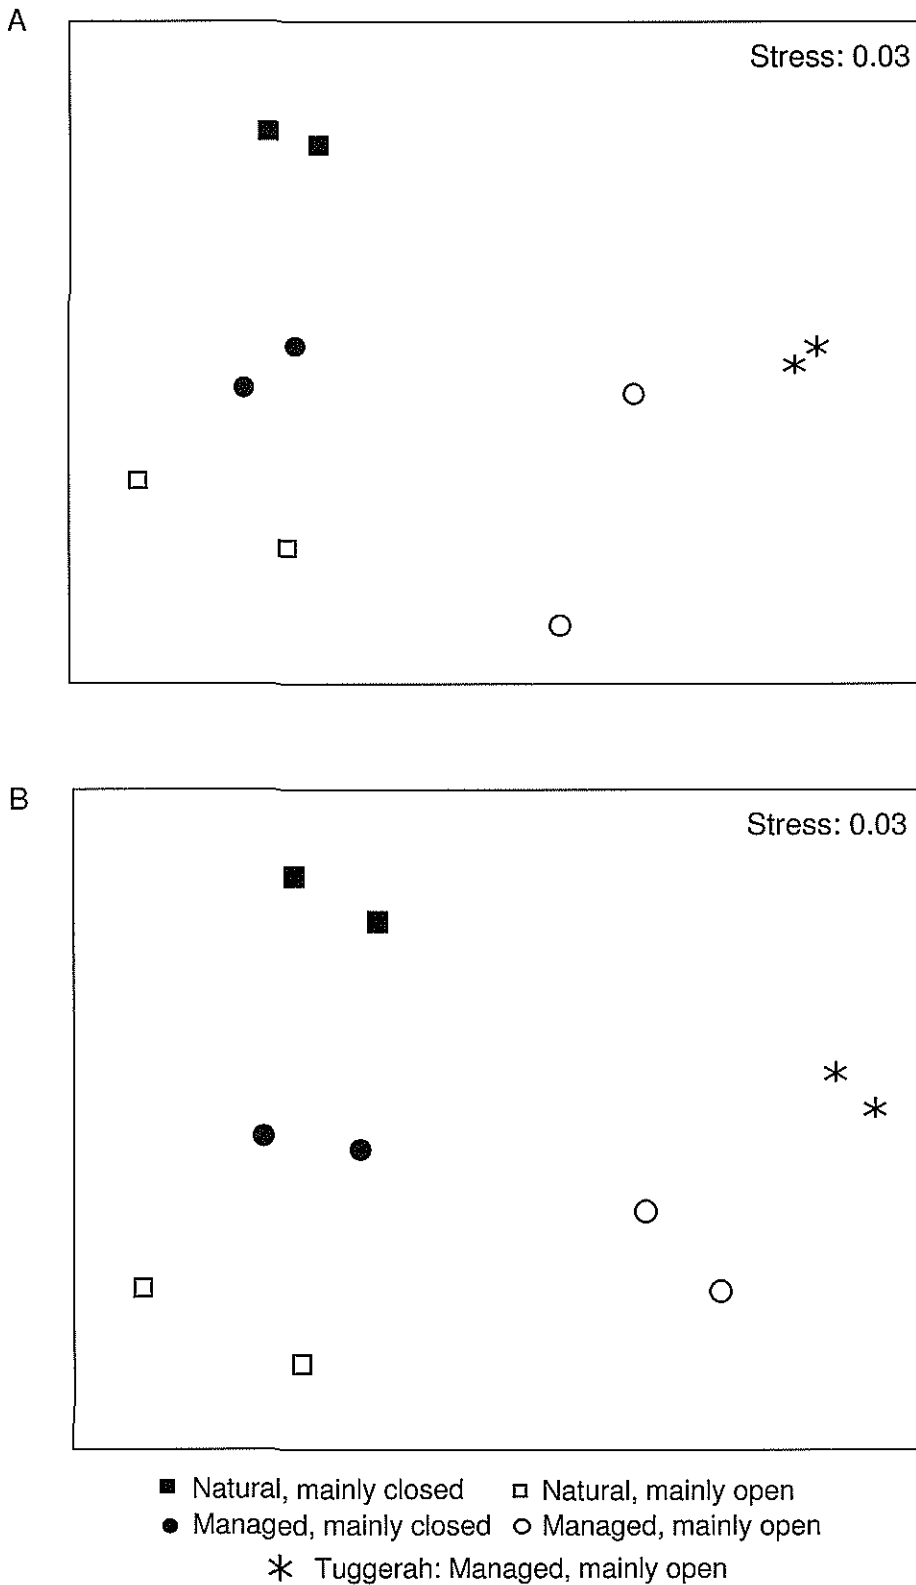 A
Stress: 0.03
B
Stress: 0.03
Natural, mainly closed
Natural, mainly open
Managed, mainly closed
Managed, mainly open
Tuggerah: Managed, mainly open